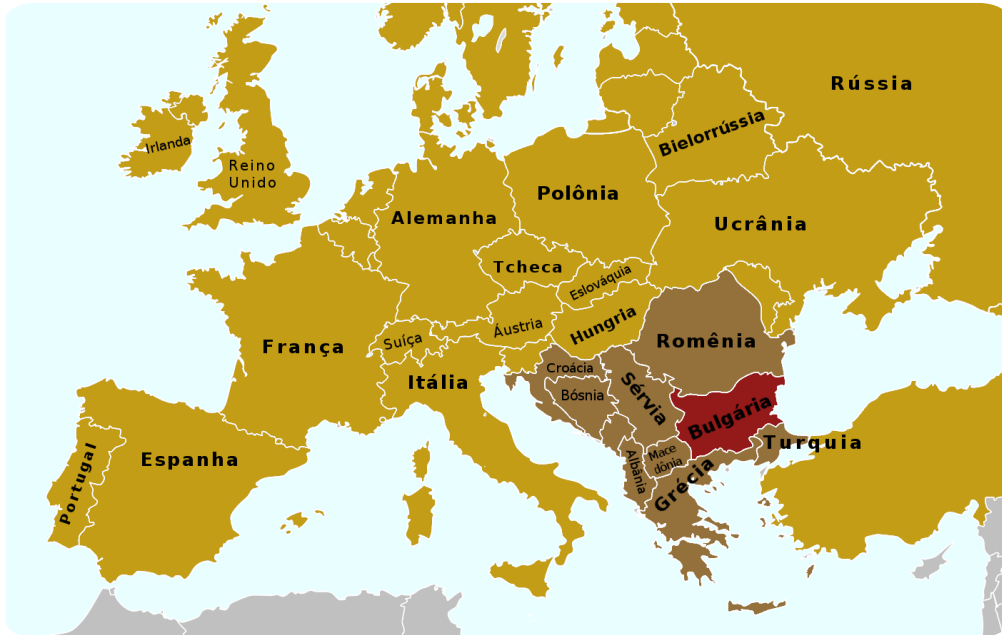 Rússia
Bielorrússia
Irlanda
Reino
Unido
Polônia
Alemanha
Ucrânia
Tcheca
Eslováquia
Áustria
Hungria
Suíça
França
Romênia
Itália
Croácia
Bósnia
Sérvia
Bulgária
Turquia
Mace
dônia
Albánia
Grécia
Espanha
Portugal